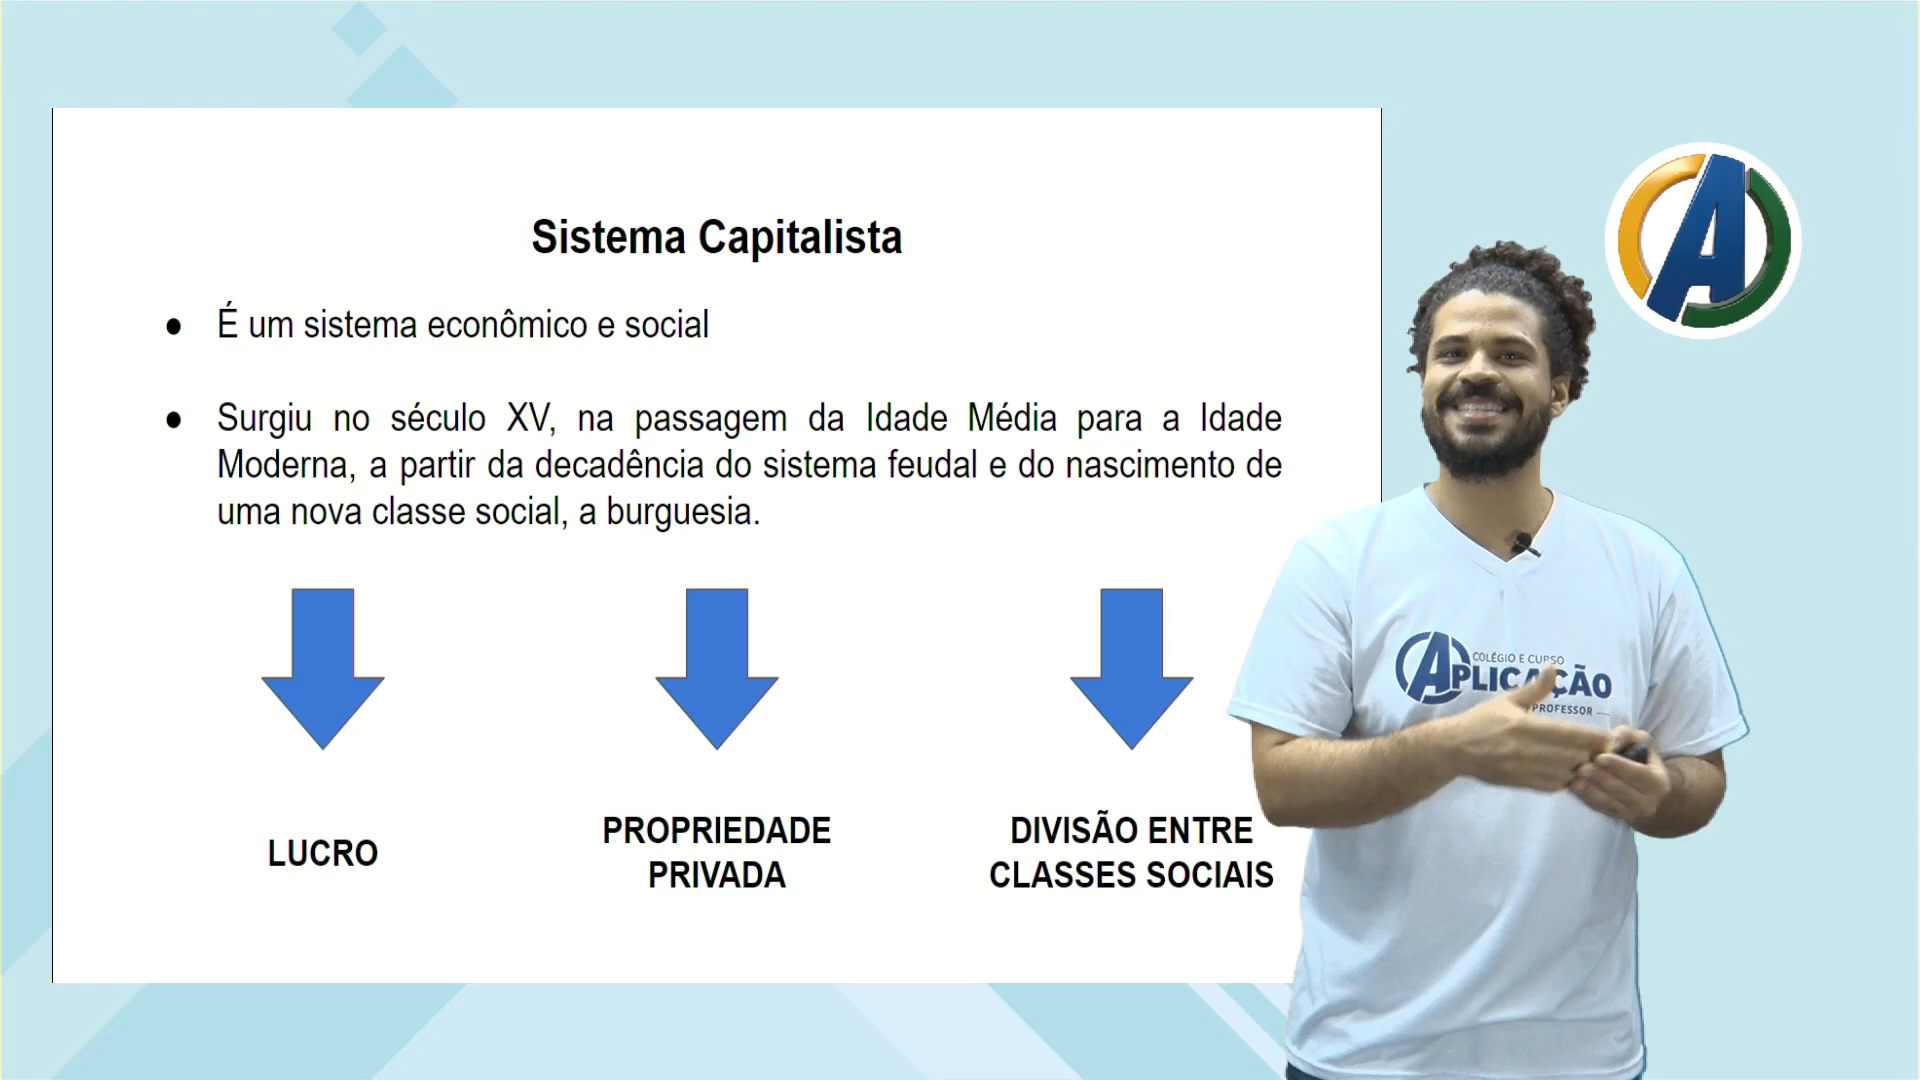 Sistema Capitalista
● É um sistema econômico e social
● Surgiu no século XV, na passagem da Idade Média para a Idade
Moderna, a partir da decadência do sistema feudal e do nascimento de
uma nova classe social, a burguesia.
LUCRO
PROPRIEDADE
PRIVADA
DIVISÃO ENTRE
CLASSES SOCIAIS
A
COLÉGIO E CURSO
APLICAÇÃO
PROFESSOR